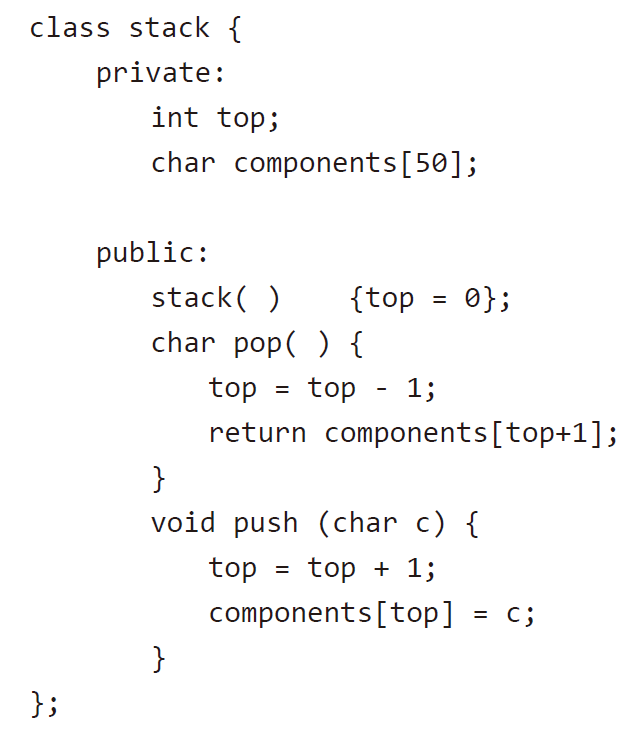 class stack {
    private:
        int top;
        char components[50];

    public:
        stack( )    {top = 0};
        char pop( ) {
            top = top - 1;
            return components[top+1];
        }
        void push (char c) {
            top = top + 1;
            components[top] = c;
        }
};